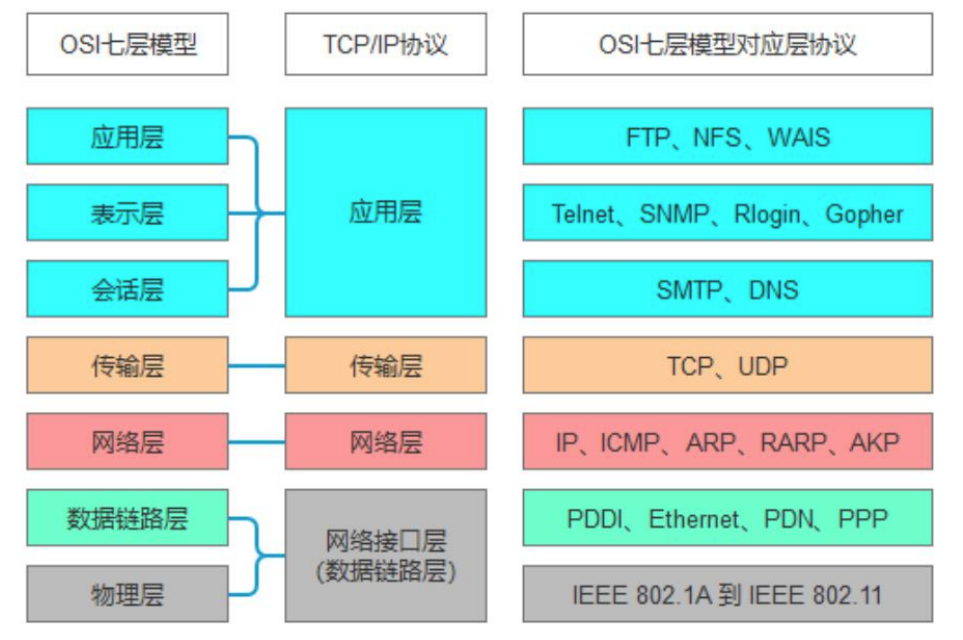 OSI七层模型 TCP/IP协议 OSI七层模型对应层协议
应用层 FTP、NFS、WAIS
表示层 应用层 Telnet、SNMP、Rlogin、Gopher
会话层 SMTP、DNS
传输层 传输层 TCP、UDP
网络层 网络层 IP、ICMP、ARP、RARP、AKP
数据链路层 PDDI、Ethernet、PDN、PPP
网络接口层
(数据链路层)
物理层 IEEE 802.1A 到 IEEE 802.11